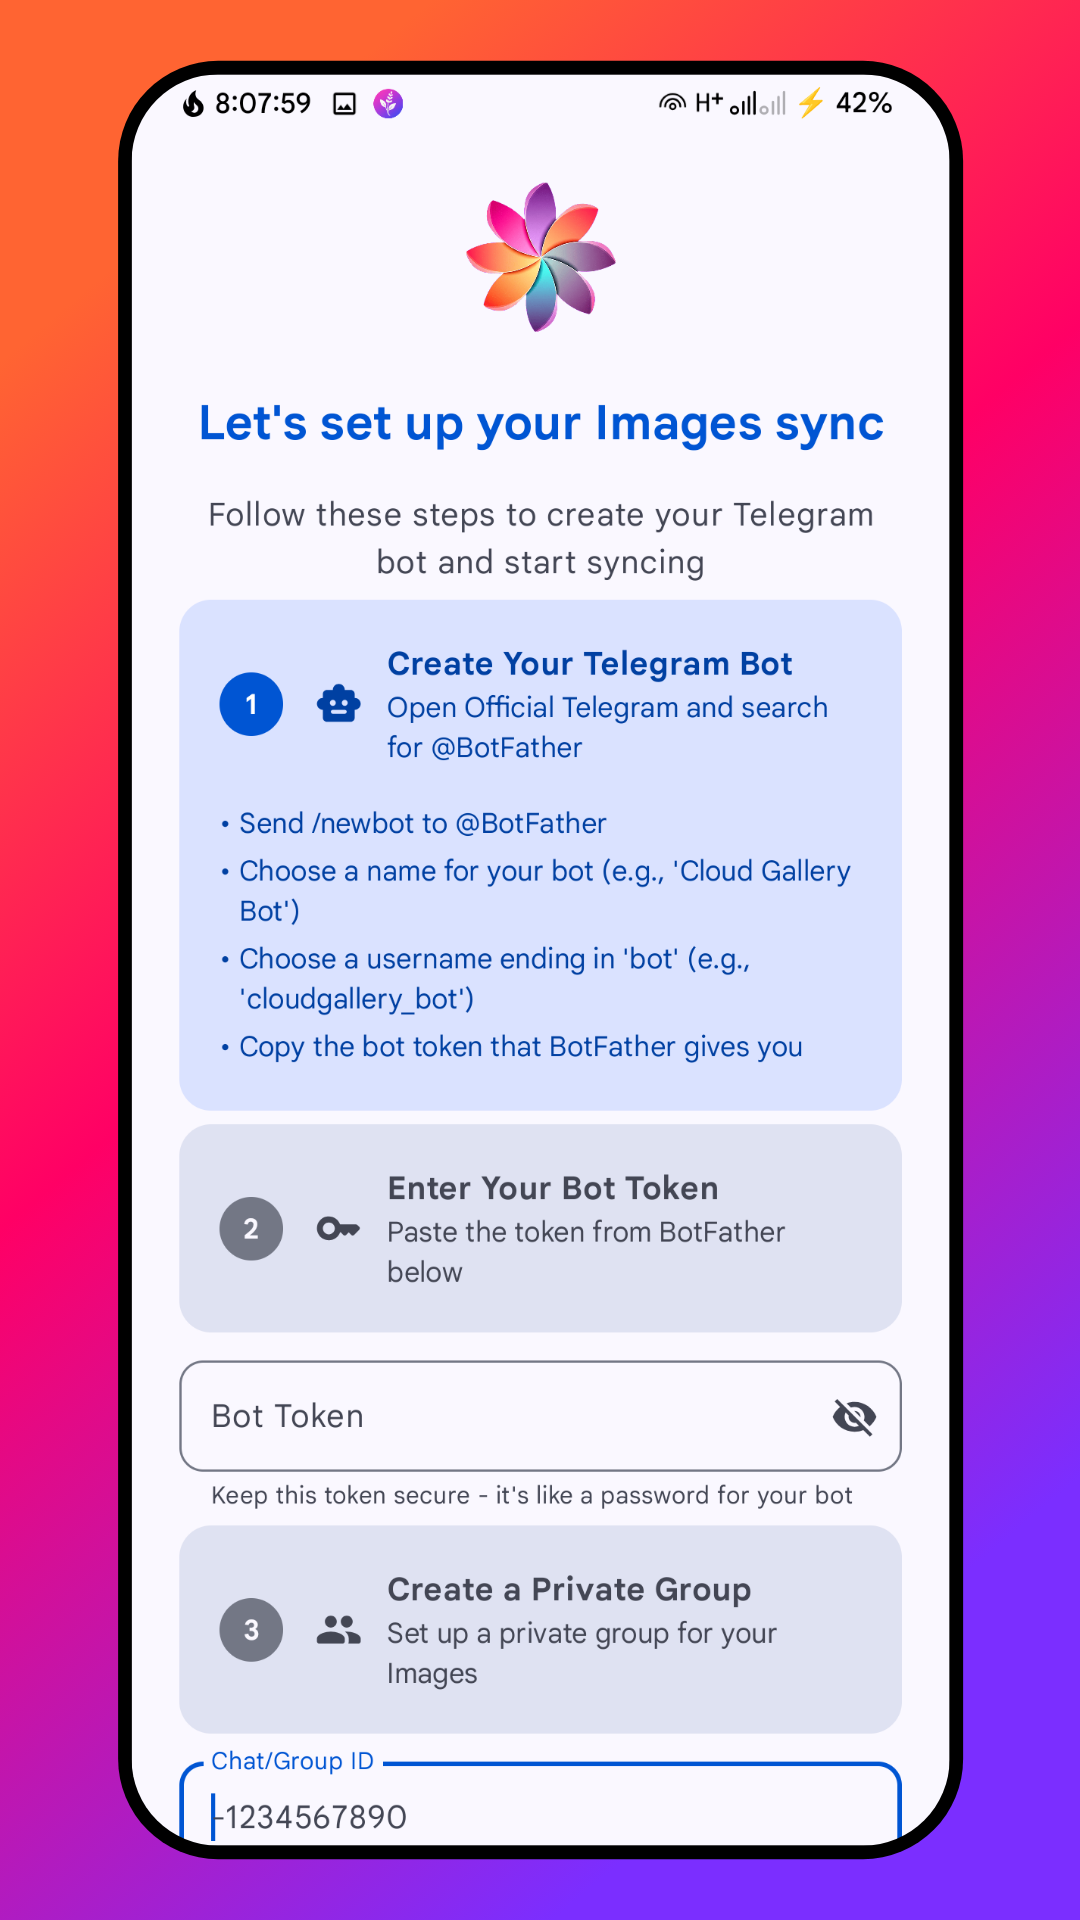 8:07:59
H+
42%
Let's set up your Images sync
Follow these steps to create your Telegram
bot and start syncing
1
Create Your Telegram Bot
Open Official Telegram and search
for @BotFather
• Send /newbot to @BotFather
• Choose a name for your bot (e.g., 'Cloud Gallery
Bot')
• Choose a username ending in 'bot' (e.g.,
'cloudgallery_bot')
• Copy the bot token that BotFather gives you
2
Enter Your Bot Token
Paste the token from BotFather
below
Bot Token
Keep this token secure - it's like a password for your bot
3
Create a Private Group
Set up a private group for your
Images
Chat/Group ID
-1234567890